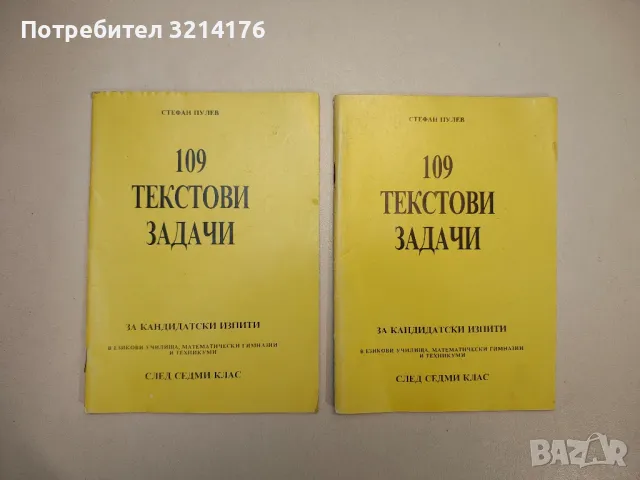 Потребител 3214176
СТЕФАН ПУЛЕВ
109
ТЕКСТОВИ
ЗАДАЧИ
ЗА КАНДИДАТСКИ ИЗПИТИ
В ЕЗИКОВИ УЧИЛИЩА, МАТЕМАТИЧЕСКИ ГИМНАЗИИ
И ТЕХНИКУМИ
СЛЕД СЕДМИ КЛАС
СТЕФАН ПУЛЕВ
109
ТЕКСТОВИ
ЗАДАЧИ
ЗА КАНДИДАТСКИ ИЗПИТИ
В ЕЗИКОВИ УЧИЛИЩА, МАТЕМАТИЧЕСКИ ГИМНАЗИИ
И ТЕХНИКУМИ
СЛЕД СЕДМИ КЛАС
BAZAR